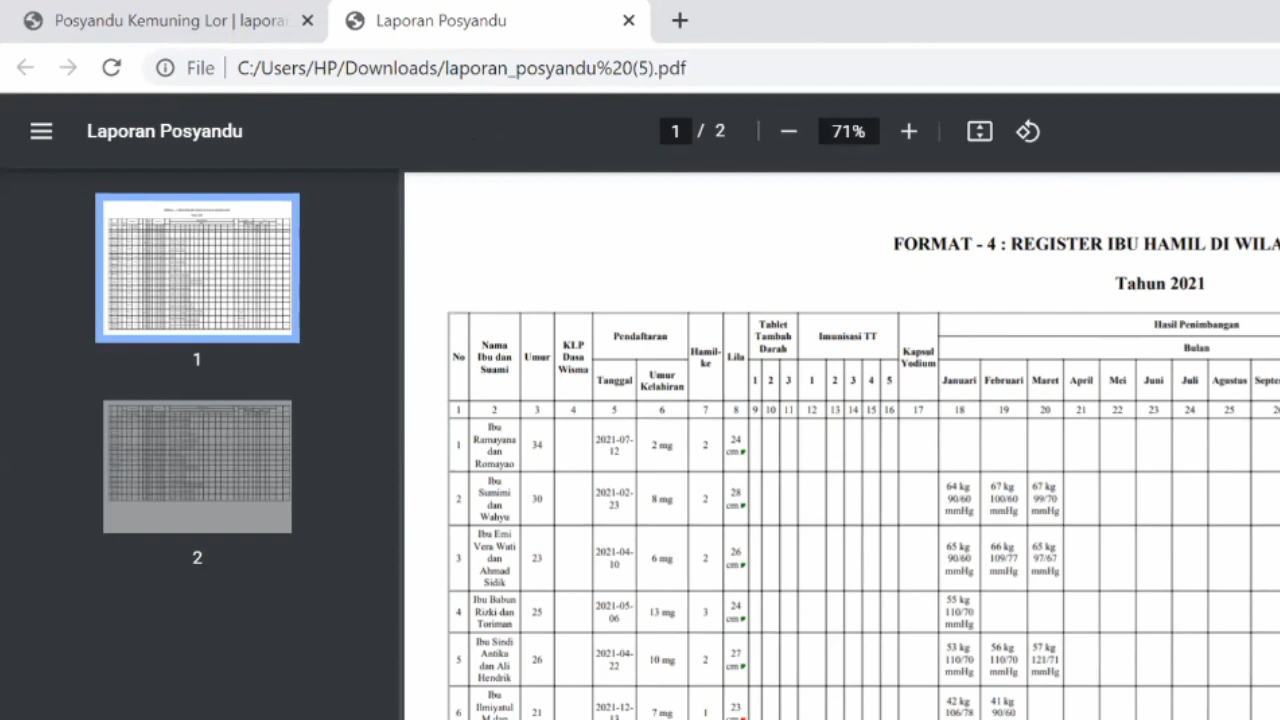 Posyandu Kemuning Lor | lapora
Laporan Posyandu
File
C:/Users/HP/Downloads/laporan_posyandu%20(5).pdf
Laporan Posyandu
1 / 2
71%
1
2
FORMAT - 4 : REGISTER IBU HAMIL DI WILA
Tahun 2021
No
Nama
Ibu dan
Suami
Umur
KLP
Dasa
Wisma
Pendaftaran
Tanggal
Umur
Kelahiran
Hamil-
ke
Lila
Tablet
Tambah
Darah
1 2 3
Imunisasi TT
1 2 3 4 5
Kapsul
Yodium
Hasil Penimbangan
Bulan
Januari Februari Maret April Mei Juni Juli Agustus Septe
1 2 3 4 5 6 7 8 9 10 11 12 13 14 15 16 17 18 19 20 21 22 23 24 25 2
1
Ibu
Ramayana
dan
Romayao
34
2021-07-
12
2 mg
2
24
cm
2
Ibu
Sumimi
dan
Wahyu
30
2021-02-
23
8 mg
2
28
cm
64 kg
90/60
mmHg
67 kg
100/60
mmHg
67 kg
99/70
mmHg
3
Ibu Emi
Vera Wati
dan
Ahmad
Sidik
23
2021-04-
10
6 mg
2
26
cm
65 kg
90/60
mmHg
66 kg
109/77
mmHg
65 kg
97/67
mmHg
4
Ibu Babun
Rizki dan
Toriman
25
2021-05-
06
13 mg
3
24
cm
55 kg
110/70
mmHg
5
Ibu Sindi
Antika
dan Ali
Hendrik
26
2021-04-
22
10 mg
2
27
cm
53 kg
110/70
mmHg
56 kg
110/70
mmHg
57 kg
121/71
mmHg
6
Ibu
Ilmiyatul
M dan
21
2021-12-
13
7 mg
1
23
cm
42 kg
106/78
41 kg
90/60